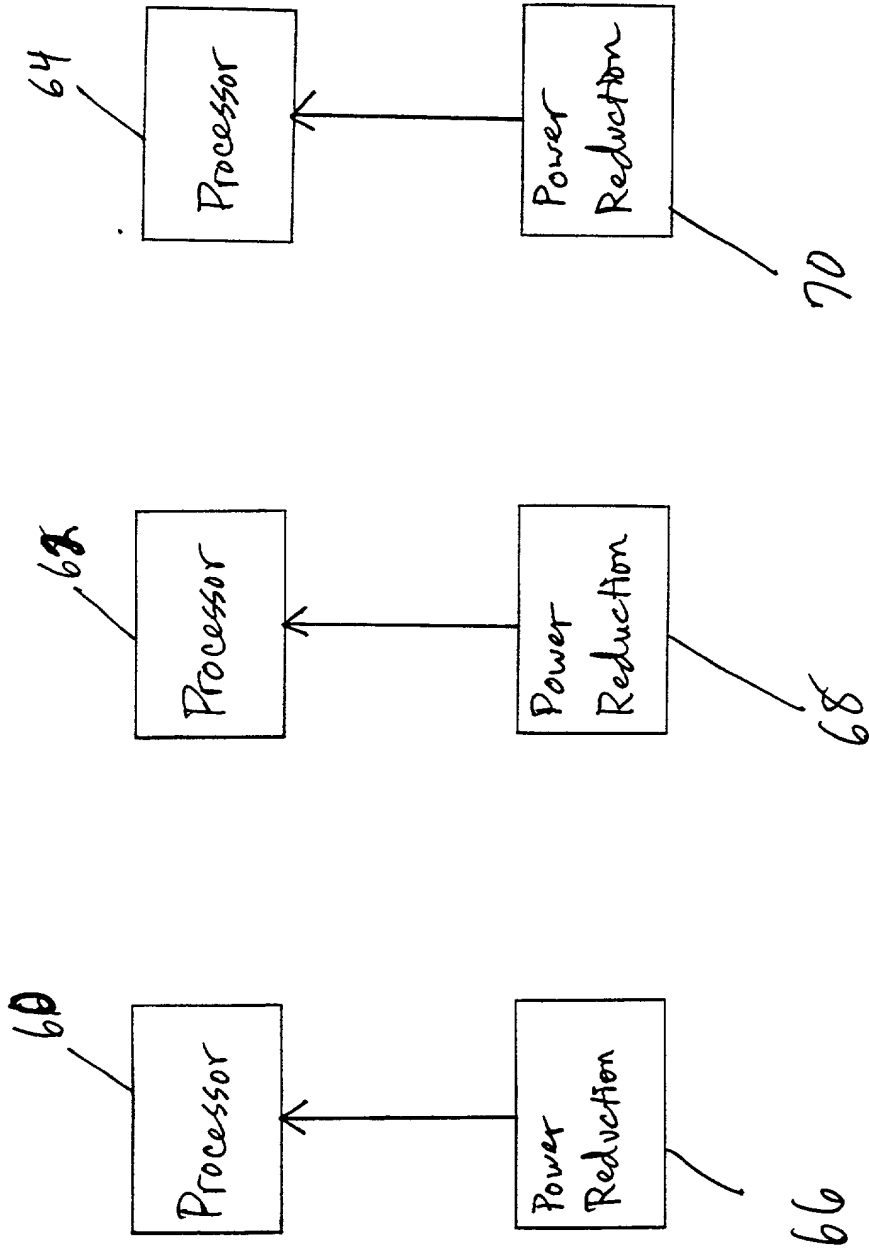 60
62
64
Processor
Processor
Processor
Power
Reduction
Power
Reduction
Power
Reduction
66
68
70